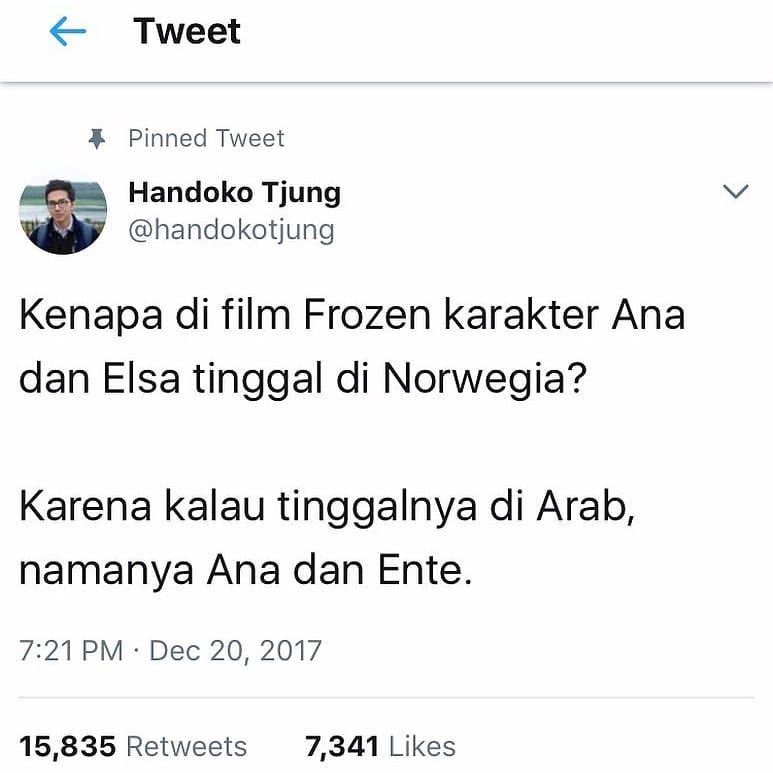 Tweet
Pinned Tweet
Handoko Tjung
@handokotjung
Kenapa di film Frozen karakter Ana
dan Elsa tinggal di Norwegia?
Karena kalau tinggalnya di Arab,
namanya Ana dan Ente.
7:21 PM · Dec 20, 2017
15,835 Retweets 7,341 Likes